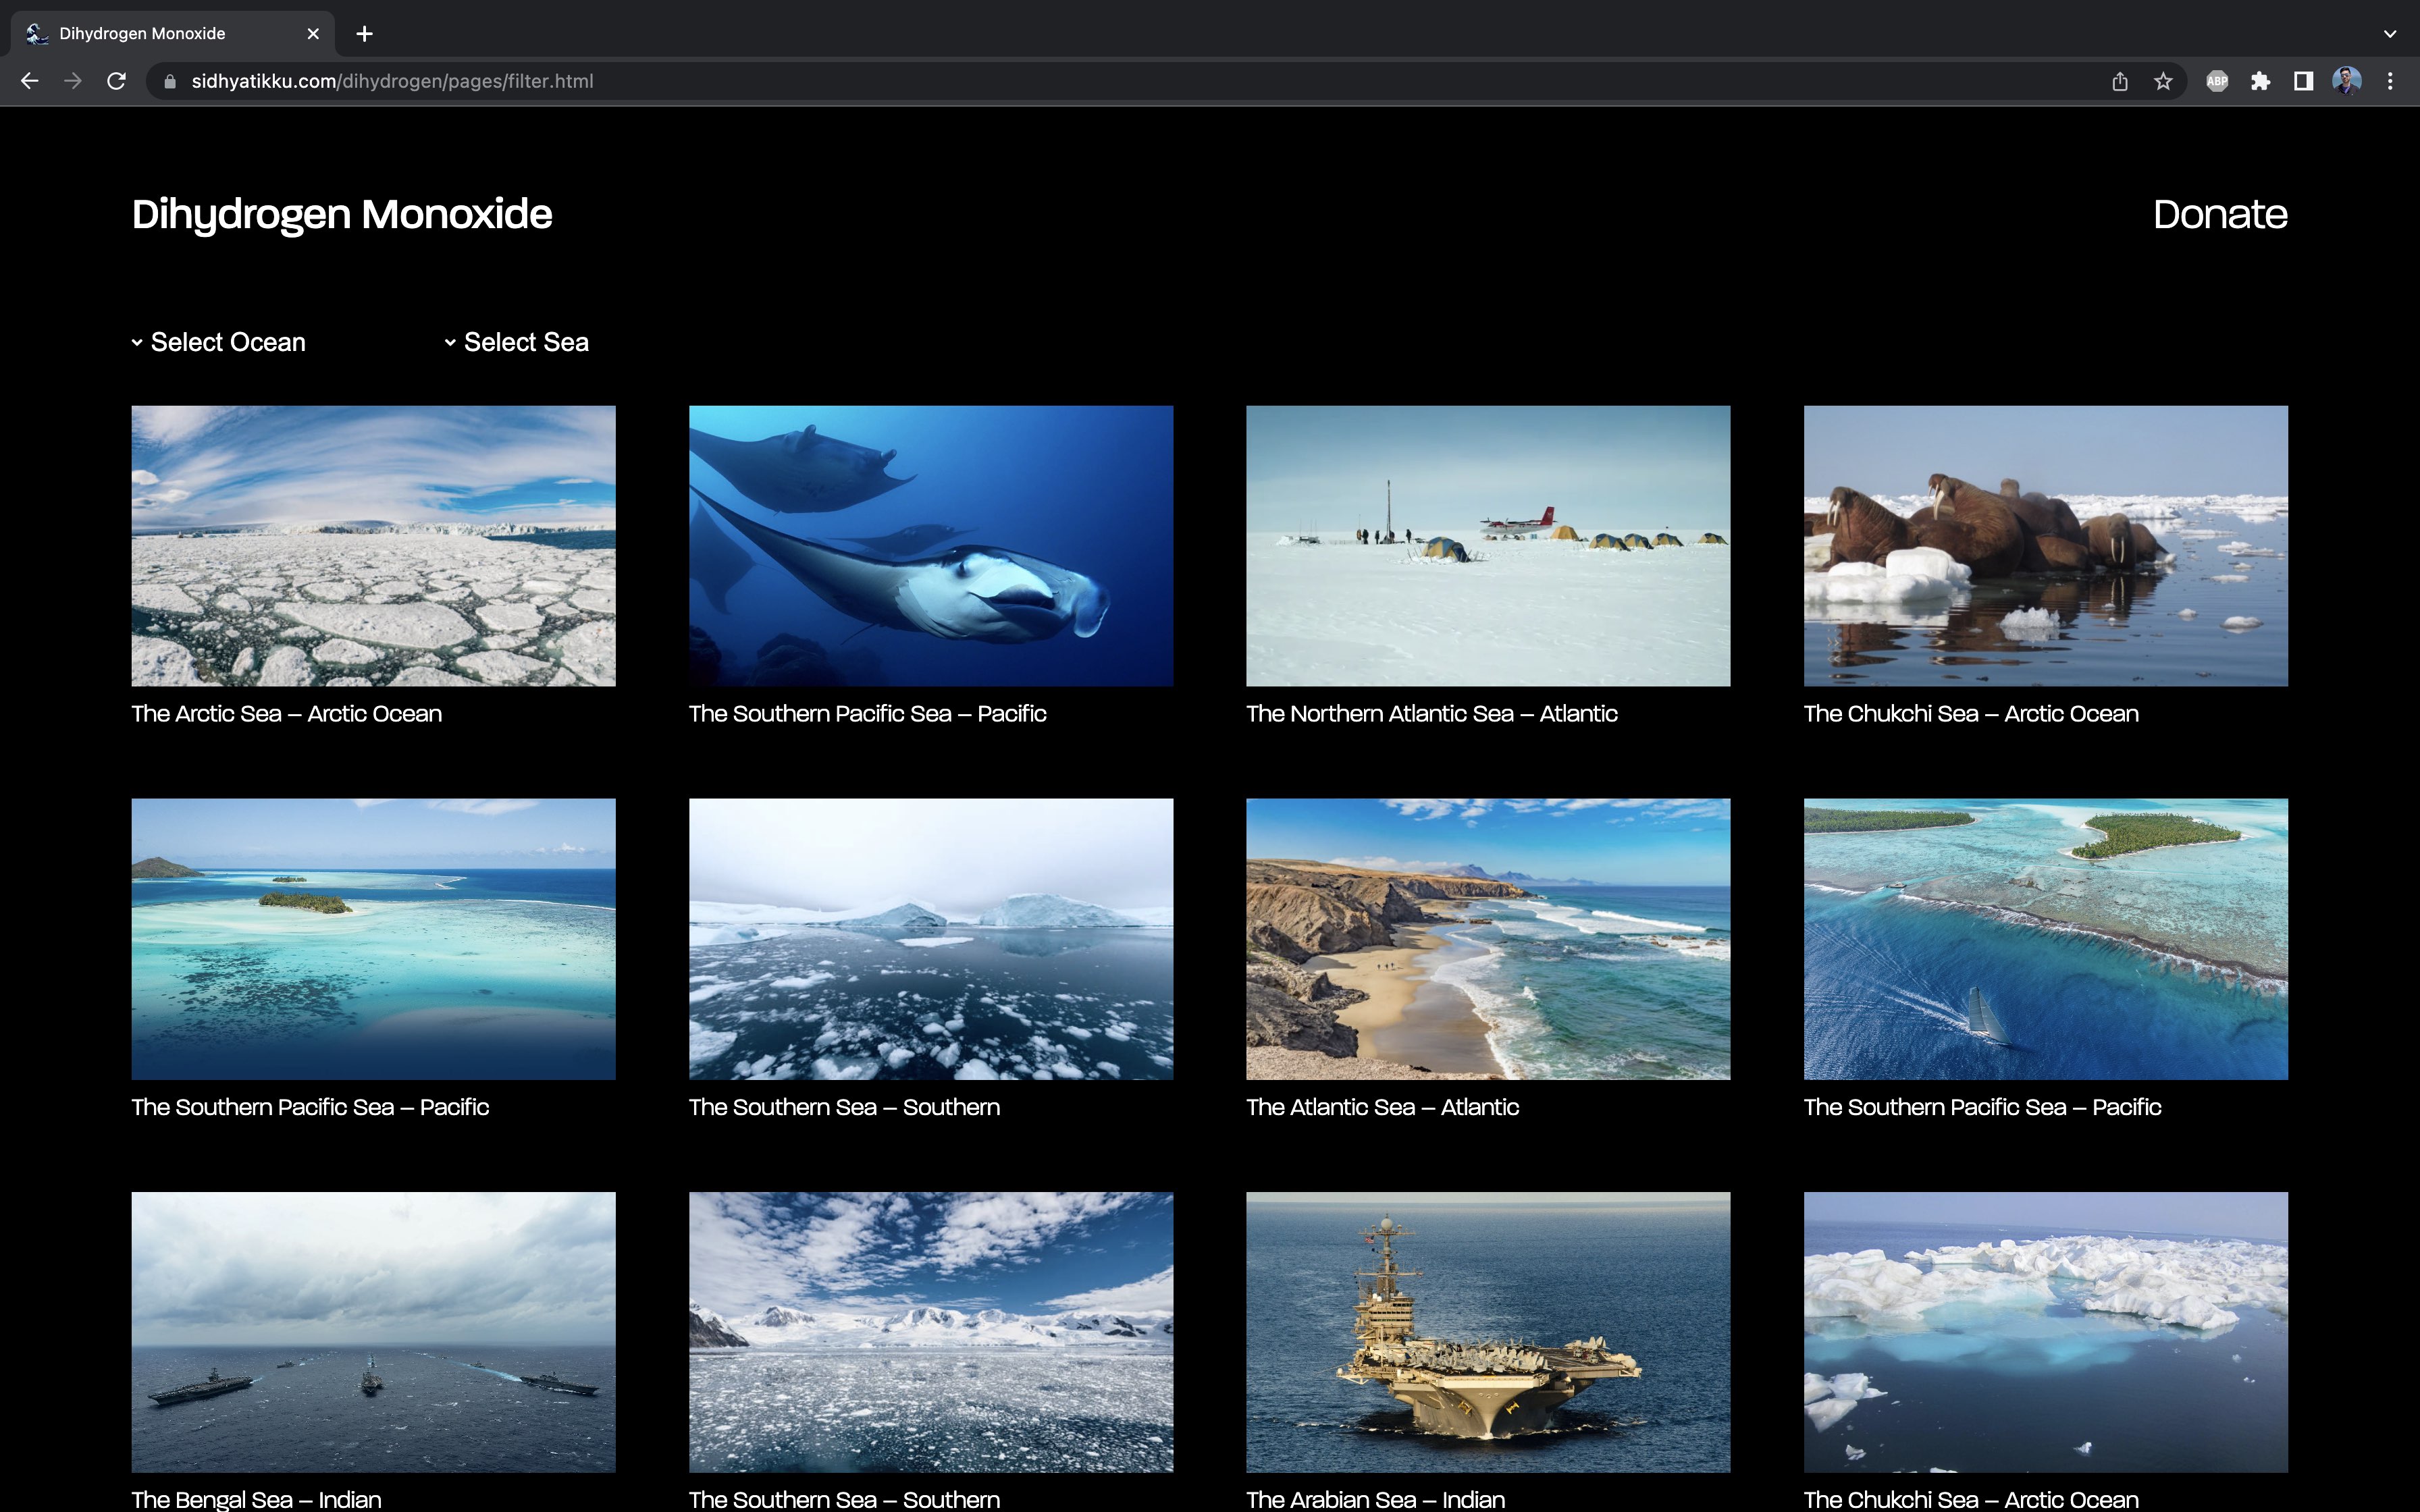 Dihydrogen Monoxide
sidhyatikku.com/dihydrogen/pages/filter.html
ABP
Dihydrogen Monoxide
Donate
Select Ocean
Select Sea
The Arctic Sea – Arctic Ocean
The Southern Pacific Sea – Pacific
The Northern Atlantic Sea – Atlantic
The Chukchi Sea – Arctic Ocean
The Southern Pacific Sea – Pacific
The Southern Sea – Southern
The Atlantic Sea – Atlantic
The Southern Pacific Sea – Pacific
The Bengal Sea – Indian
The Southern Sea – Southern
The Arabian Sea – Indian
The Chukchi Sea – Arctic Ocean